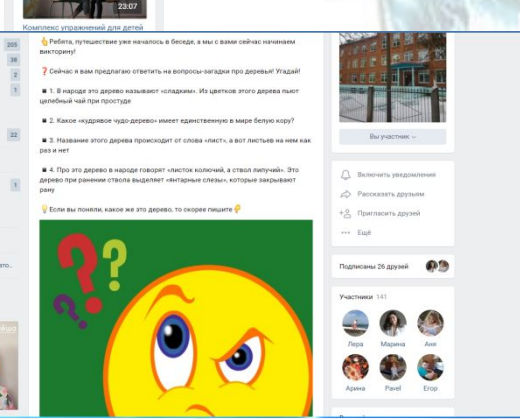 23:07
Комплекс упражнений для детей
205
38
2
1
22
1
👆Ребята, путешествие уже началось в беседе, а мы с вами сейчас начинаем
викторину!
❓Сейчас я вам предлагаю ответить на вопросы-загадки про деревья! Угадай!
■ 1. В народе это дерево называют «сладким». Из цветков этого дерева пьют
целебный чай при простуде
■ 2. Какое «кудрявое чудо-дерево» имеет единственную в мире белую кору?
■ 3. Название этого дерева происходит от слова «лист», а вот листьев на нем как
раз и нет
■ 4. Про это дерево в народе говорят «листок колючий, а ствол липучий». Это
дерево при ранении ствола выделяет «янтарные слезы», которые закрывают
рану
💡Если вы поняли, какое же это дерево, то скорее пишите👇
? ? ?
Вы участник
Включить уведомления
Рассказать друзьям
Пригласить друзей
Ещё
Подписаны 26 друзей
Участники 141
Лера Марина Аня
Арина Pavel Егор